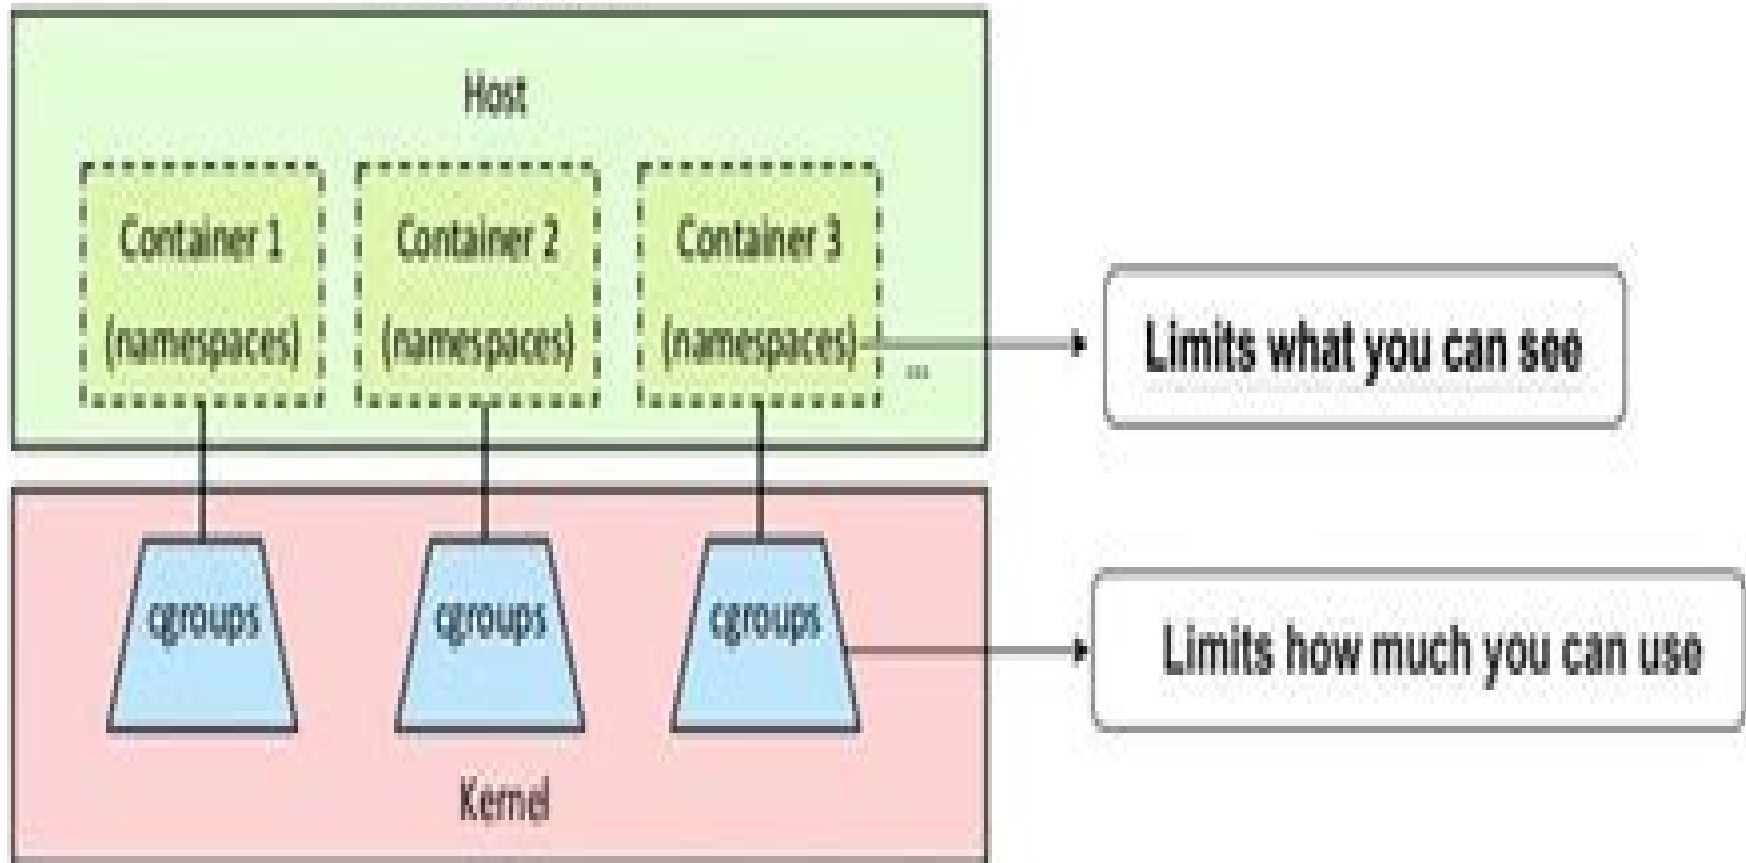 Host
Container 1
(namespaces)
Container 2
(namespaces)
Container 3
(namespaces)
...
Limits what you can see
cgroups
cgroups
cgroups
Limits how much you can use
Kernel